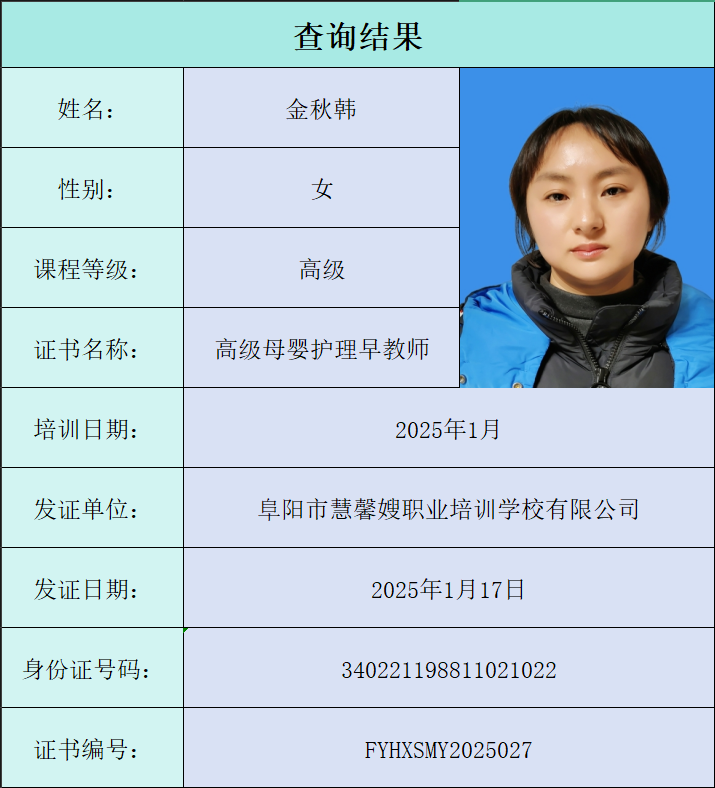 查询结果
姓名： 金秋韩
性别： 女
课程等级： 高级
证书名称： 高级母婴护理早教师
培训日期： 2025年1月
发证单位： 阜阳市慧馨嫂职业培训学校有限公司
发证日期： 2025年1月17日
身份证号码： 340221198811021022
证书编号： FYHXSMY2025027